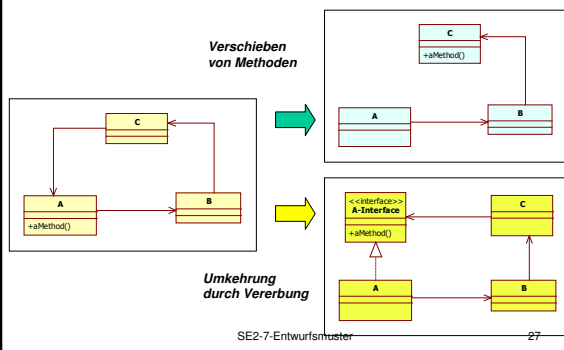 Verschieben
von Methoden
C
A
+aMethod()
B
C
+aMethod()
A
B
<<interface>>
A-Interface
+aMethod()
C
A
B
Umkehrung
durch Vererbung
SE2-7-Entwurfsmuster
27